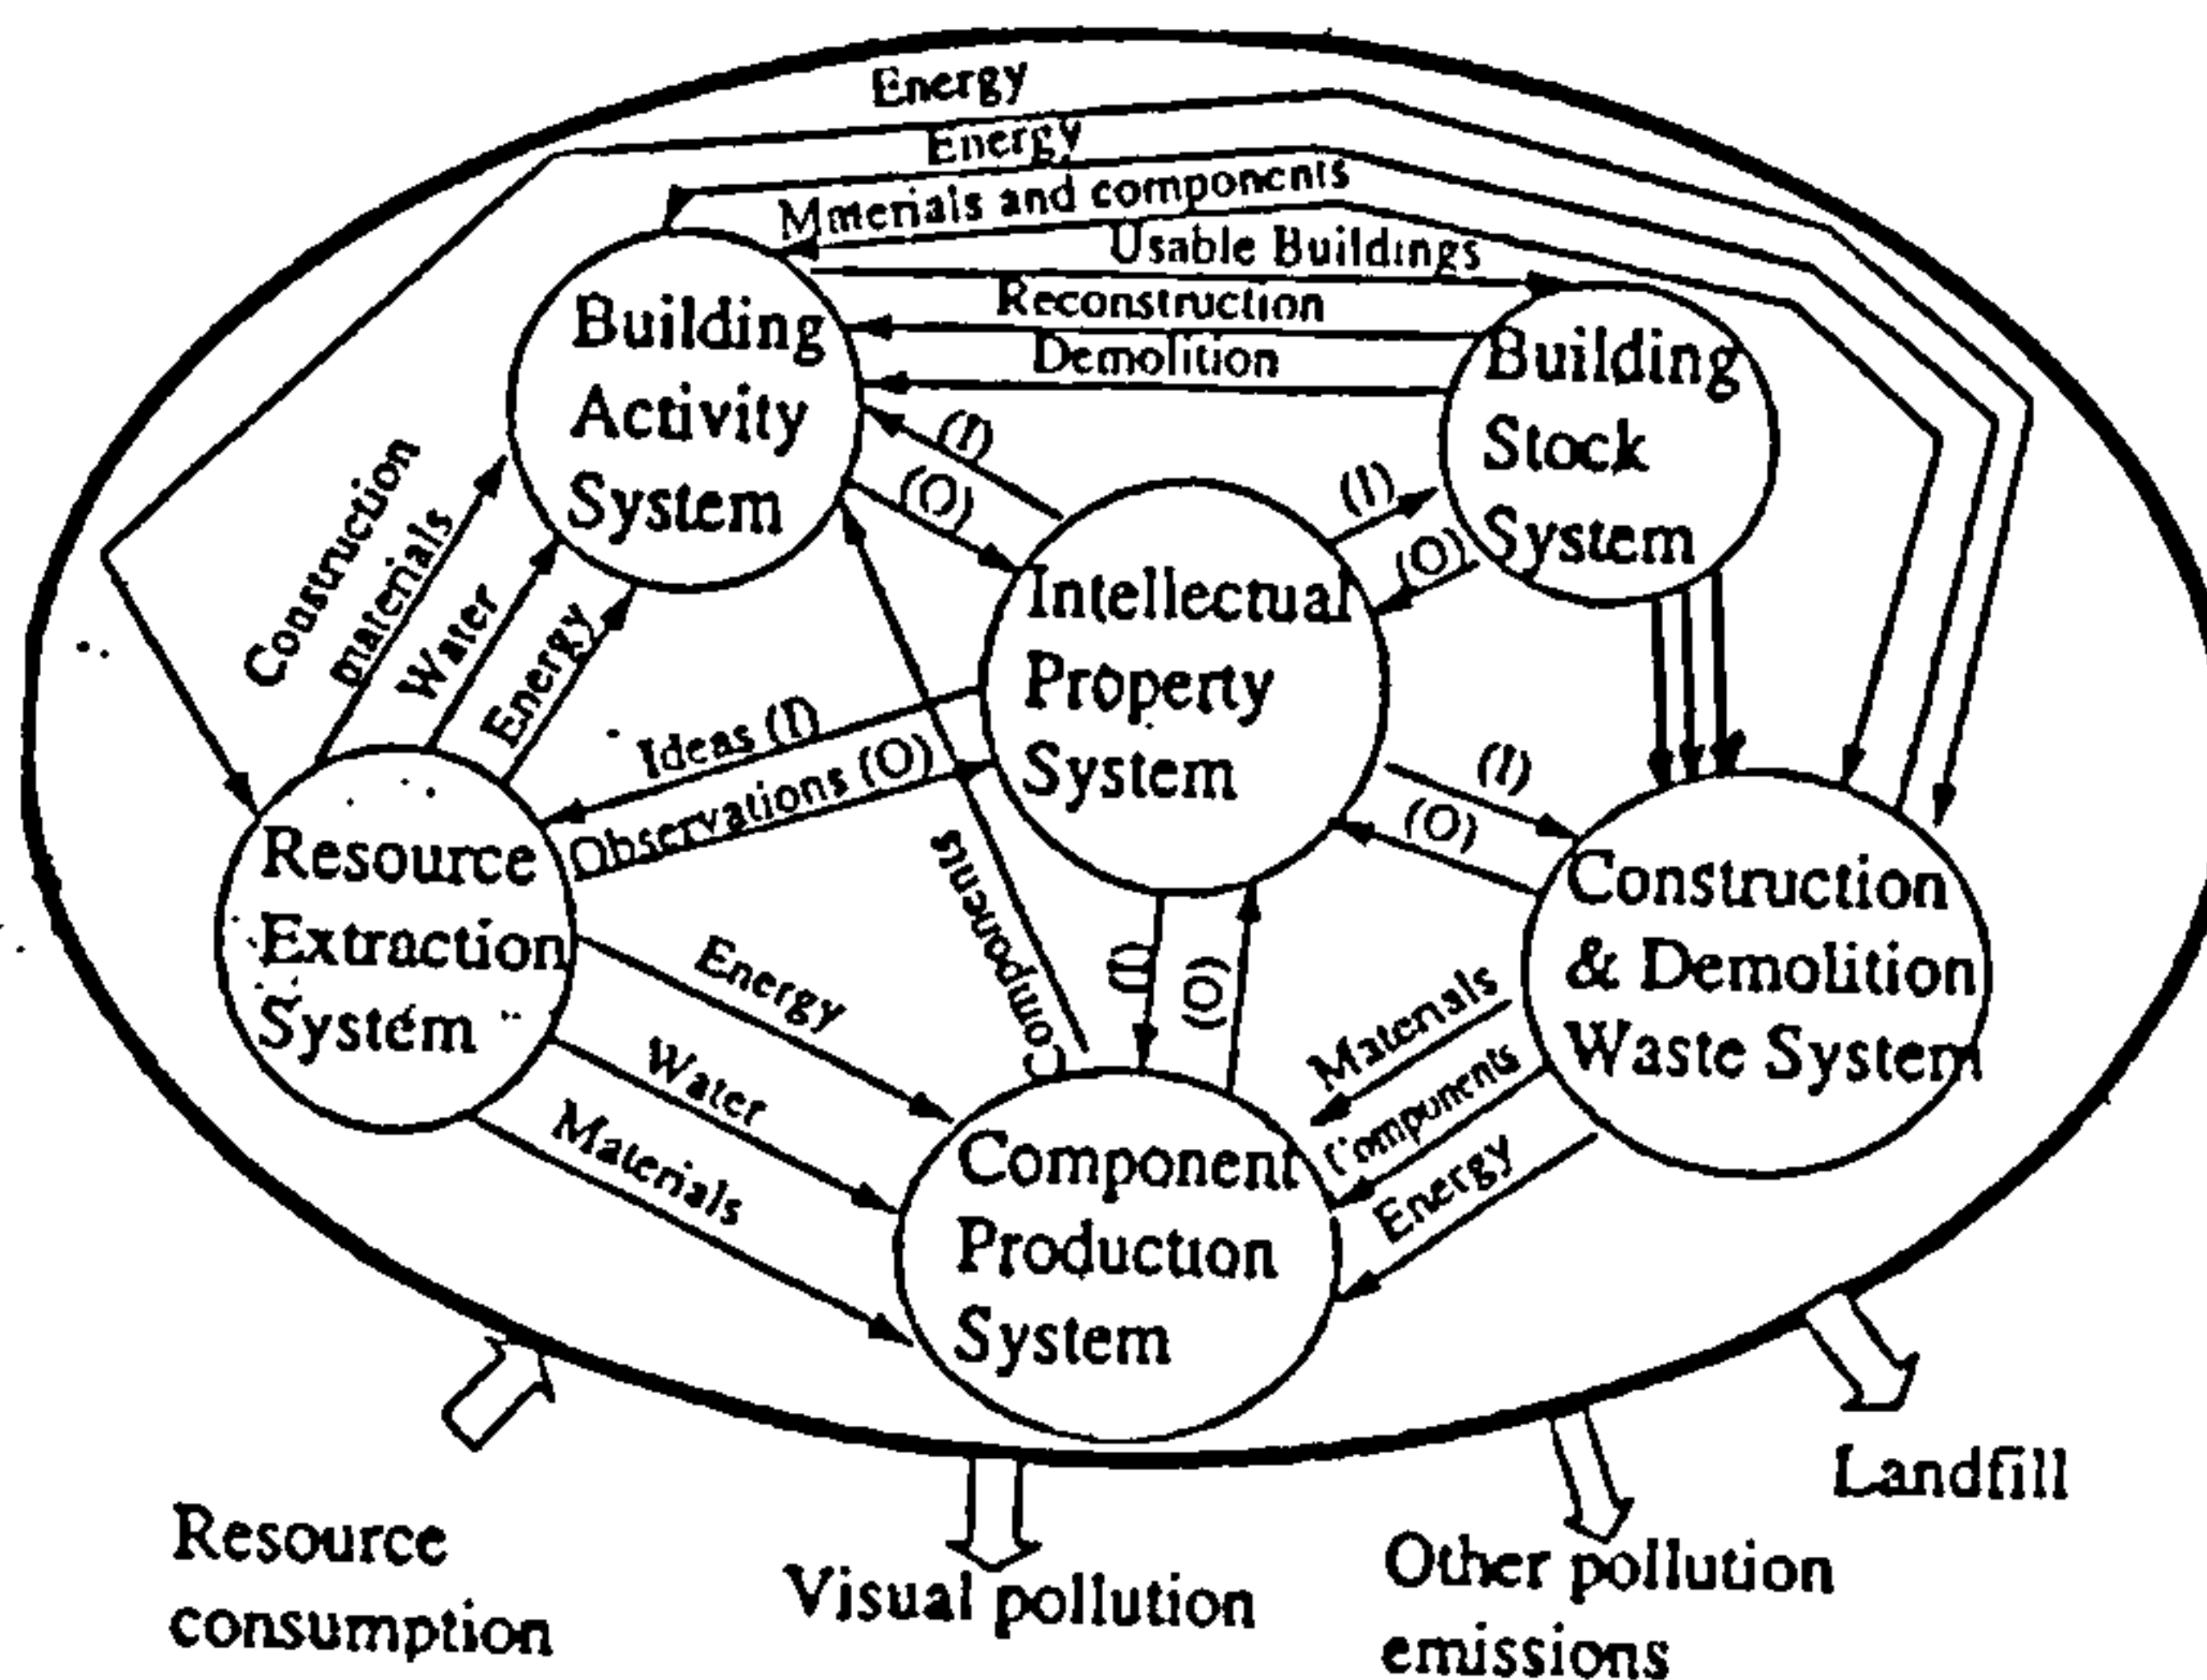 Energy
Energy
Mmterials and components
Usable Buildings
Reconstruction
Demolition
Building
Activity
System
Building
Stock
System
(I)
(O)
(I)
(O)
Construction
materials
Water
Energy
Intellectual
Property
System
Ideas (I)
Observations (O)
(I)
(O)
Resource
Extraction
System
Components
(I)
(O)
Construction
& Demolition
Waste System
Energy
Water
Materials
Materials
Components
Energy
Component
Production
System
Resource
consumption
Visual pollution
Other pollution
emissions
Landfill